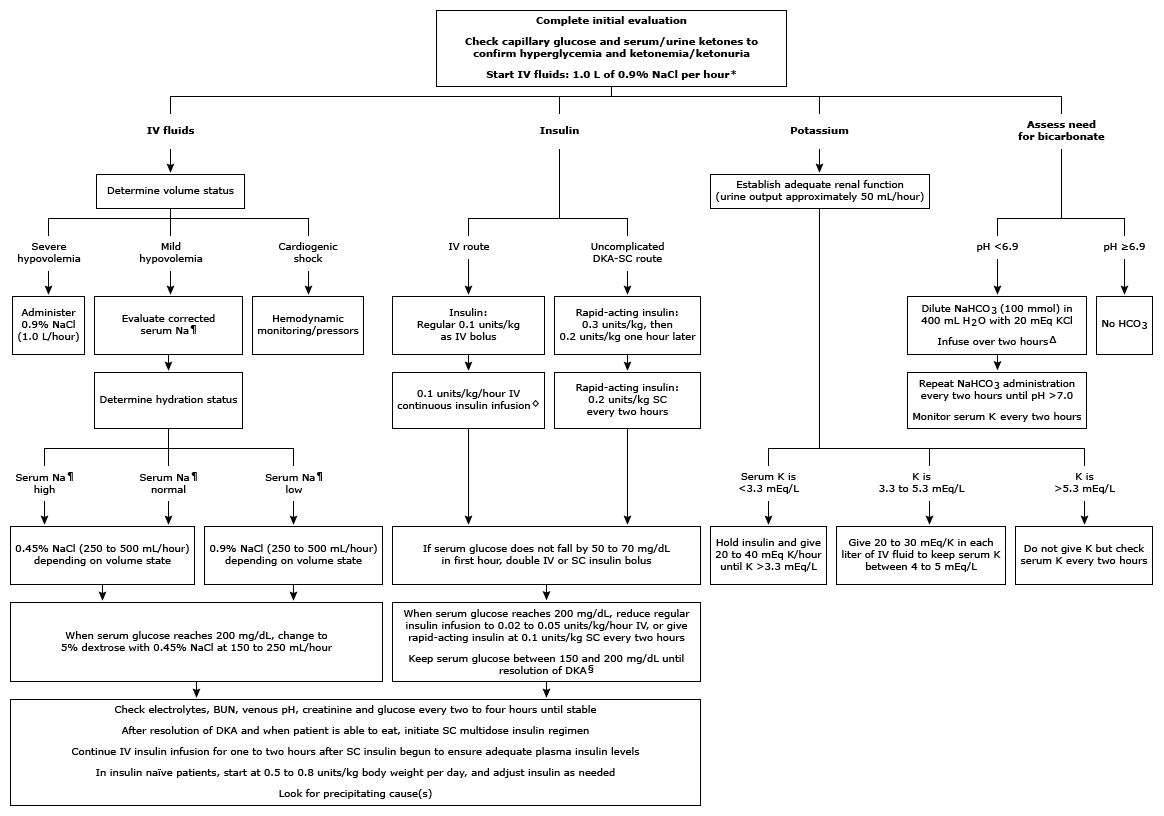 Complete initial evaluation
Check capillary glucose and serum/urine ketones to
confirm hyperglycemia and ketonemia/ketonuria
Start IV fluids: 1.0 L of 0.9% NaCl per hour*
IV fluids
Determine volume status
Severe
hypovolemia
Mild
hypovolemia
Cardiogenic
shock
Administer
0.9% NaCl
(1.0 L/hour)
Evaluate corrected
serum Na¶
Hemodynamic
monitoring/pressors
Determine hydration status
Serum Na¶
high
Serum Na¶
normal
Serum Na¶
low
0.45% NaCl (250 to 500 mL/hour)
depending on volume state
0.9% NaCl (250 to 500 mL/hour)
depending on volume state
When serum glucose reaches 200 mg/dL, change to
5% dextrose with 0.45% NaCl at 150 to 250 mL/hour
Insulin
IV route
Uncomplicated
DKA-SC route
Insulin:
Regular 0.1 units/kg
as IV bolus
Rapid-acting insulin:
0.3 units/kg, then
0.2 units/kg one hour later
0.1 units/kg/hour IV
continuous insulin infusion◇
Rapid-acting insulin:
0.2 units/kg SC
every two hours
If serum glucose does not fall by 50 to 70 mg/dL
in first hour, double IV or SC insulin bolus
When serum glucose reaches 200 mg/dL, reduce regular
insulin infusion to 0.02 to 0.05 units/kg/hour IV, or give
rapid-acting insulin at 0.1 units/kg SC every two hours
Keep serum glucose between 150 and 200 mg/dL until
resolution of DKA§
Check electrolytes, BUN, venous pH, creatinine and glucose every two to four hours until stable
After resolution of DKA and when patient is able to eat, initiate SC multidose insulin regimen
Continue IV insulin infusion for one to two hours after SC insulin begun to ensure adequate plasma insulin levels
In insulin naïve patients, start at 0.5 to 0.8 units/kg body weight per day, and adjust insulin as needed
Look for precipitating cause(s)
Potassium
Establish adequate renal function
(urine output approximately 50 mL/hour)
Serum K is
<3.3 mEq/L
K is
3.3 to 5.3 mEq/L
K is
>5.3 mEq/L
Hold insulin and give
20 to 40 mEq K/hour
until K >3.3 mEq/L
Give 20 to 30 mEq/K in each
liter of IV fluid to keep serum K
between 4 to 5 mEq/L
Do not give K but check
serum K every two hours
Assess need
for bicarbonate
pH <6.9
pH ≥6.9
Dilute NaHCO3 (100 mmol) in
400 mL H2O with 20 mEq KCl
Infuse over two hoursΔ
No HCO3
Repeat NaHCO3 administration
every two hours until pH >7.0
Monitor serum K every two hours